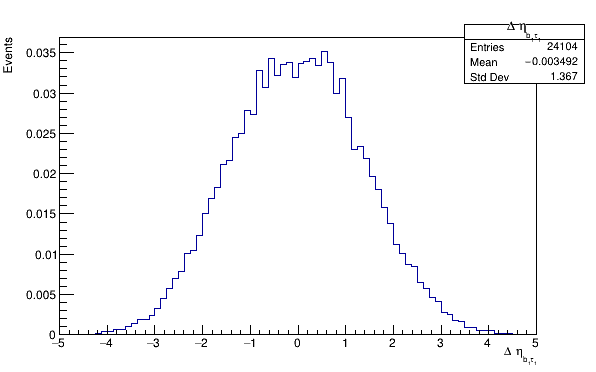 Δ η b₁τ₁
Entries 24104
Mean −0.003492
Std Dev 1.367
Events
0.035
0.03
0.025
0.02
0.015
0.01
0.005
0
−5 −4 −3 −2 −1 0 1 2 3 4 5
Δ η b₁τ₁